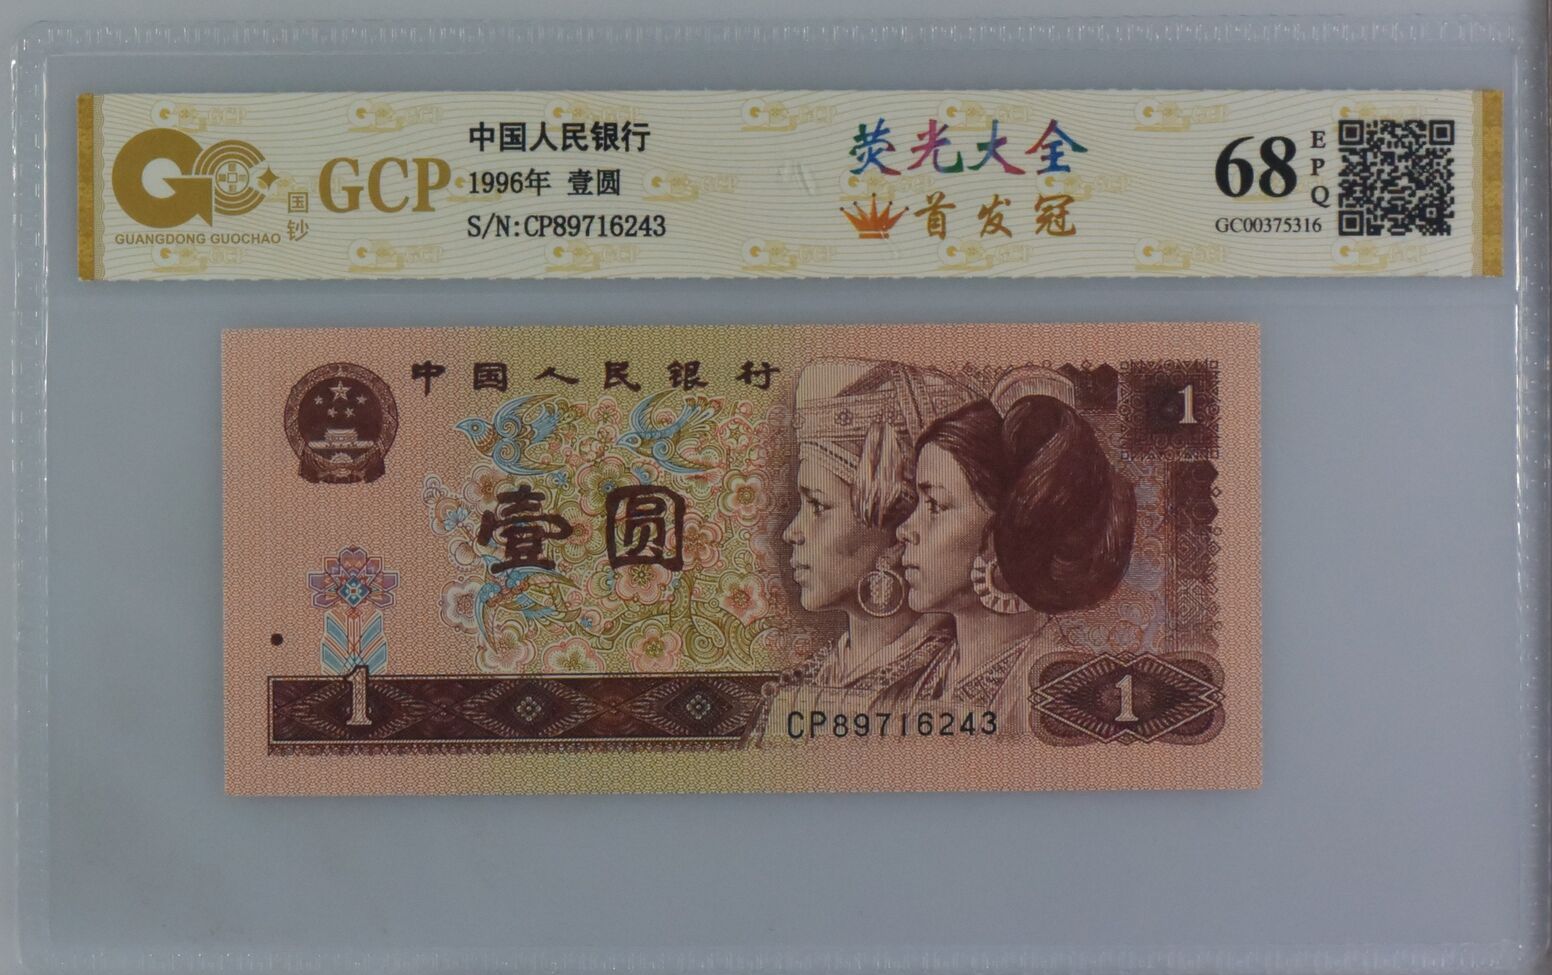 GCP
国钞
GUANGDONG GUOCHAO
中国人民银行
1996年 壹圆
S/N:CP89716243
荧光大全
首发冠
68
EPQ
GC00375316
中国人民银行
1
壹圆
1
CP89716243
1